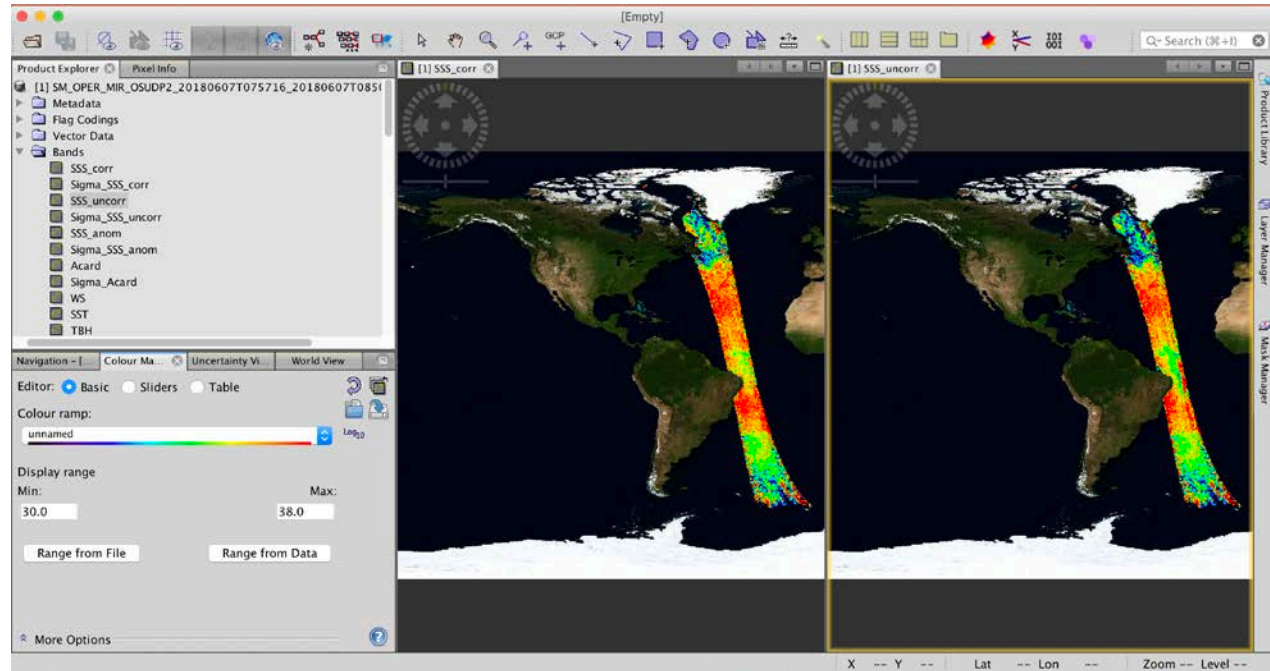 [Empty]
GCP
Search (⌘+I)
Product Explorer Pixel Info
[1] SM_OPER_MIR_OSUDP2_20180607T075716_20180607T085
Metadata
Flag Codings
Vector Data
Bands
SSS_corr
Sigma_SSS_corr
SSS_uncorr
Sigma_SSS_uncorr
SSS_anom
Sigma_SSS_anom
Acard
Sigma_Acard
WS
SST
TBH
Navigation - [... Colour Ma... Uncertainty Vi... World View
Editor: Basic Sliders Table
Colour ramp:
unnamed
Log10
Display range
Min: Max:
30.0 38.0
Range from File Range from Data
More Options
[1] SSS_corr
[1] SSS_uncorr
Product Library
Layer Manager
Mask Manager
X -- Y -- Lat -- Lon -- Zoom -- Level --